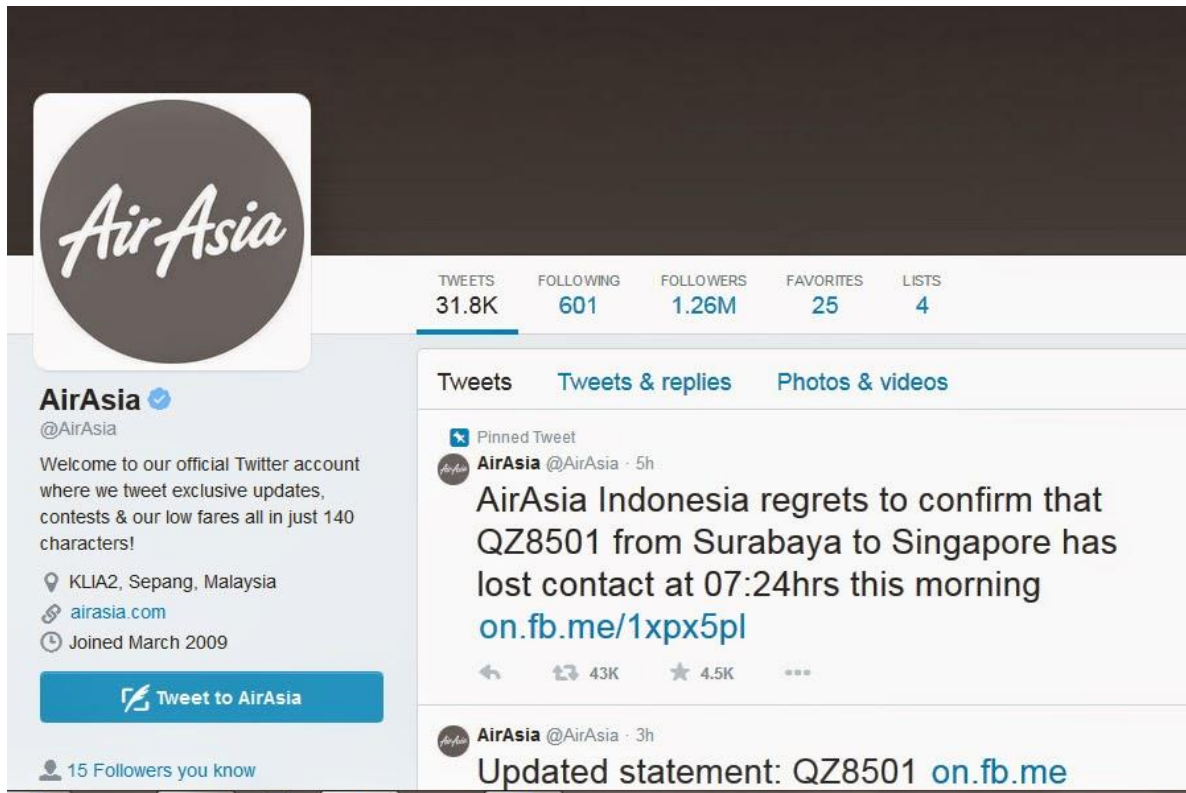 AirAsia
TWEETS FOLLOWING FOLLOWERS FAVORITES LISTS
31.8K 601 1.26M 25 4
AirAsia
@AirAsia
Welcome to our official Twitter account
where we tweet exclusive updates,
contests & our low fares all in just 140
characters!
KLIA2, Sepang, Malaysia
airasia.com
Joined March 2009
Tweet to AirAsia
15 Followers you know
Tweets Tweets & replies Photos & videos
Pinned Tweet
AirAsia
AirAsia @AirAsia · 5h
AirAsia Indonesia regrets to confirm that
QZ8501 from Surabaya to Singapore has
lost contact at 07:24hrs this morning
on.fb.me/1xpx5pl
43K 4.5K
AirAsia
AirAsia @AirAsia · 3h
Updated statement: QZ8501 on.fb.me